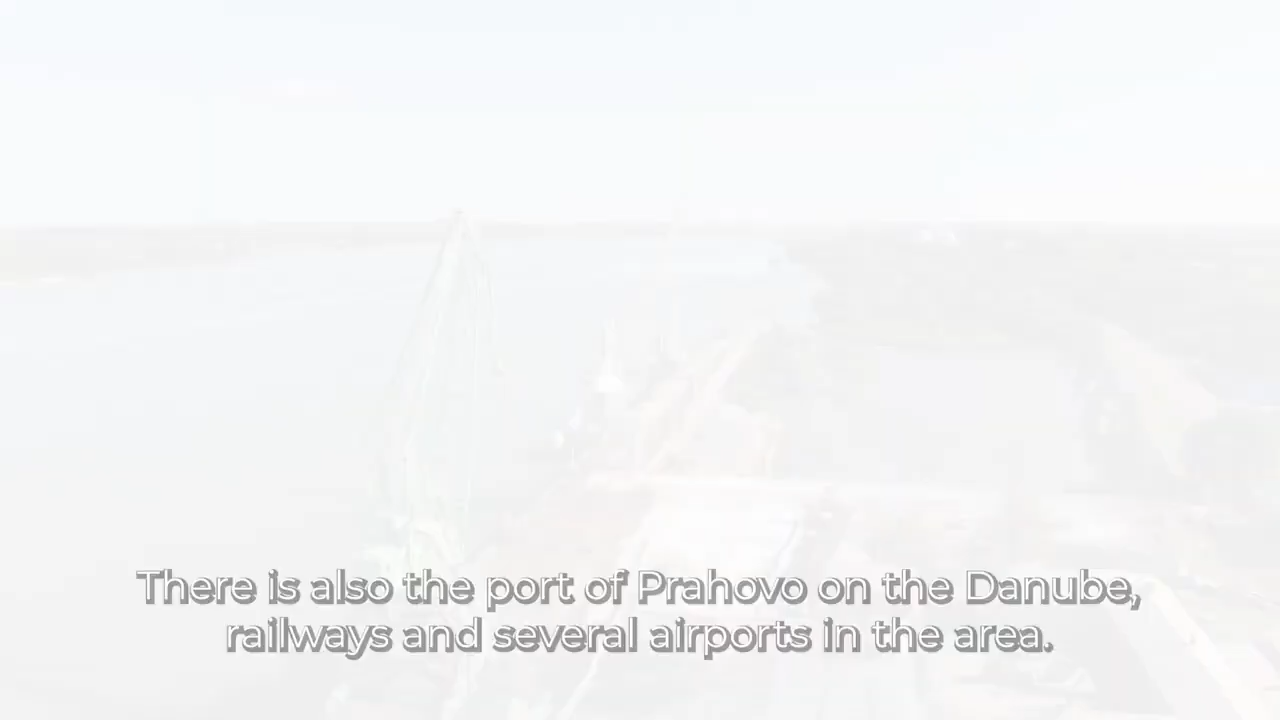 There is also the port of Prahovo on the Danube,
railways and several airports in the area.